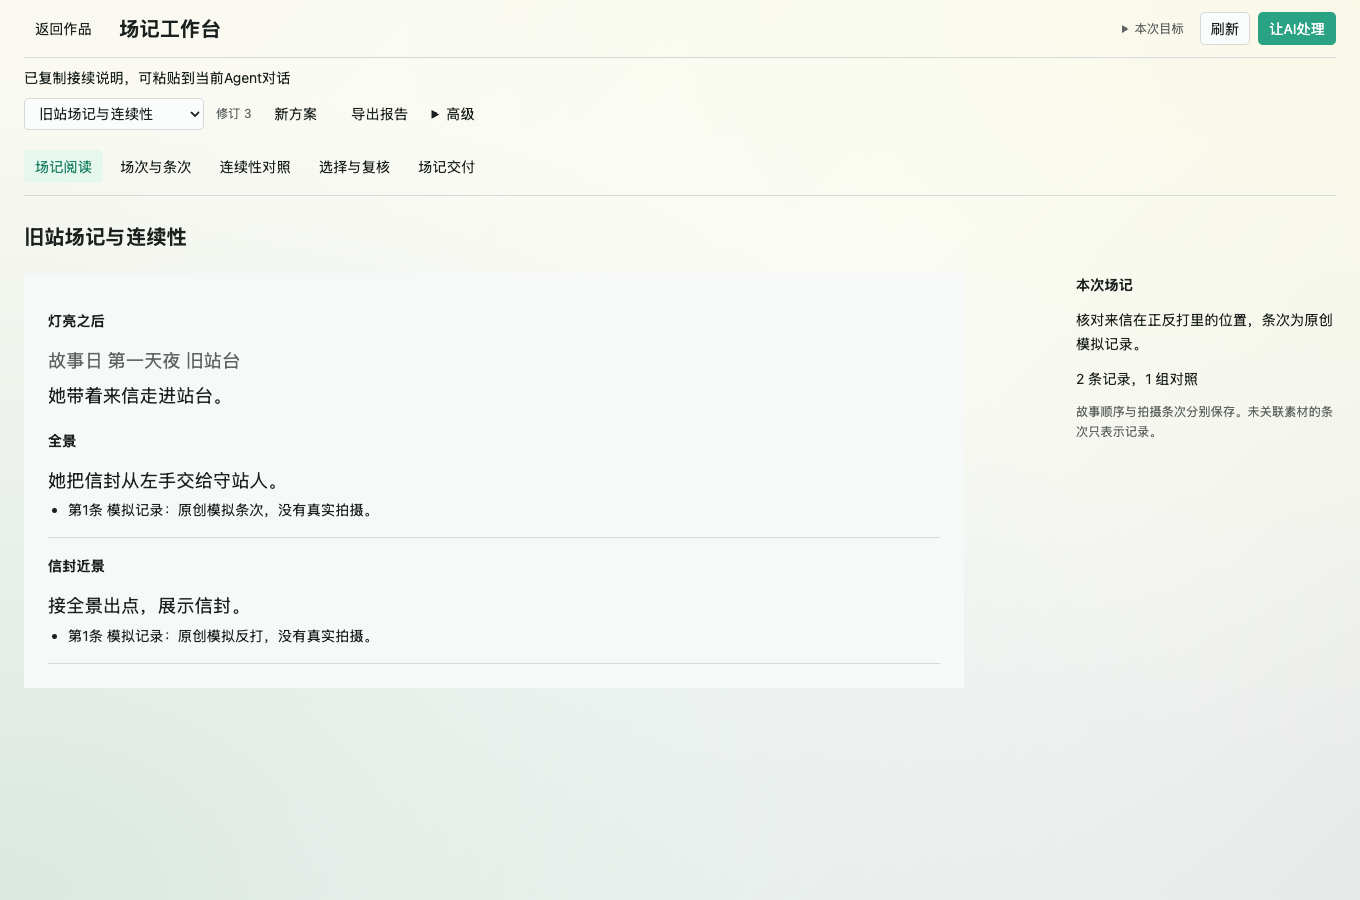 返回作品
场记工作台
本次目标
刷新
让AI处理
已复制接续说明，可粘贴到当前Agent对话
旧站场记与连续性
修订 3
新方案
导出报告
高级
场记阅读
场次与条次
连续性对照
选择与复核
场记交付
旧站场记与连续性
灯亮之后
故事日 第一天夜 旧站台
她带着来信走进站台。
全景
她把信封从左手交给守站人。
第1条 模拟记录：原创模拟条次，没有真实拍摄。
信封近景
接全景出点，展示信封。
第1条 模拟记录：原创模拟反打，没有真实拍摄。
本次场记
核对来信在正反打里的位置，条次为原创
模拟记录。
2 条记录，1 组对照
故事顺序与拍摄条次分别保存。未关联素材的条
次只表示记录。